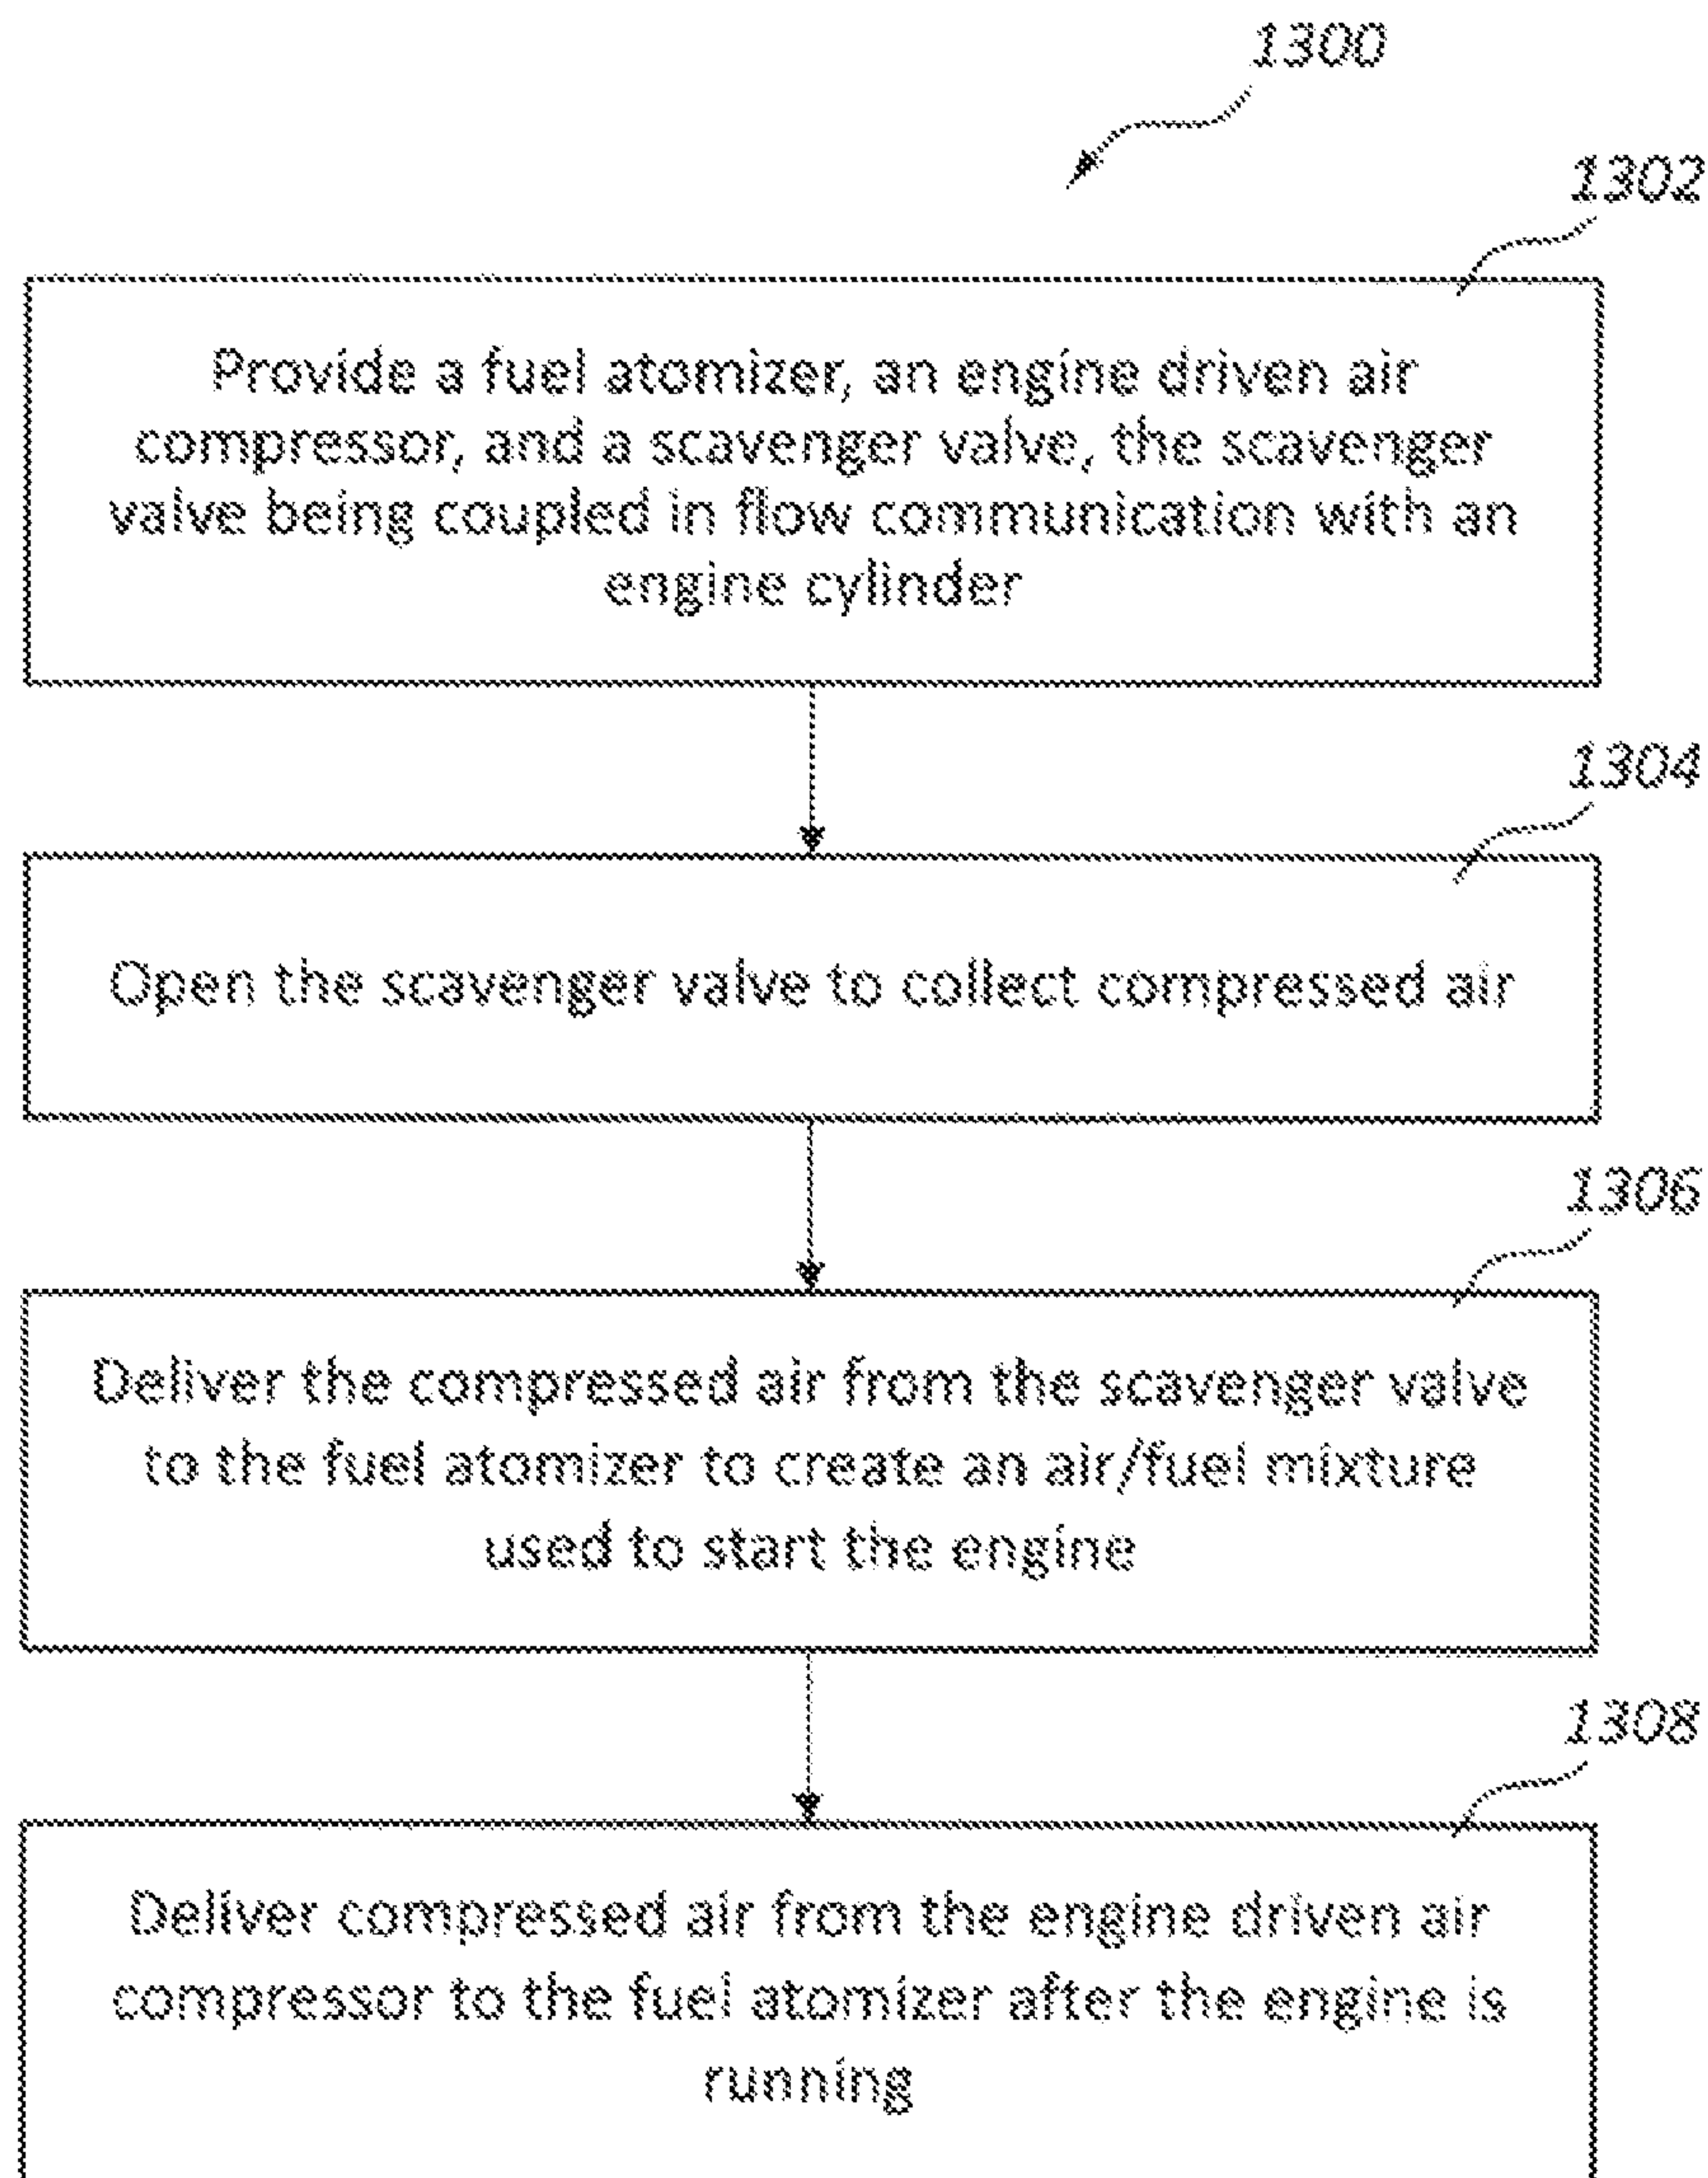 1300
1302
Provide a fuel atomizer, an engine driven air
compressor, and a scavenger valve, the scavenger
valve being coupled in flow communication with an
engine cylinder
1304
Open the scavenger valve to collect compressed air
1306
Deliver the compressed air from the scavenger valve
to the fuel atomizer to create an air/fuel mixture
used to start the engine
1308
Deliver compressed air from the engine driven air
compressor to the fuel atomizer after the engine is
running